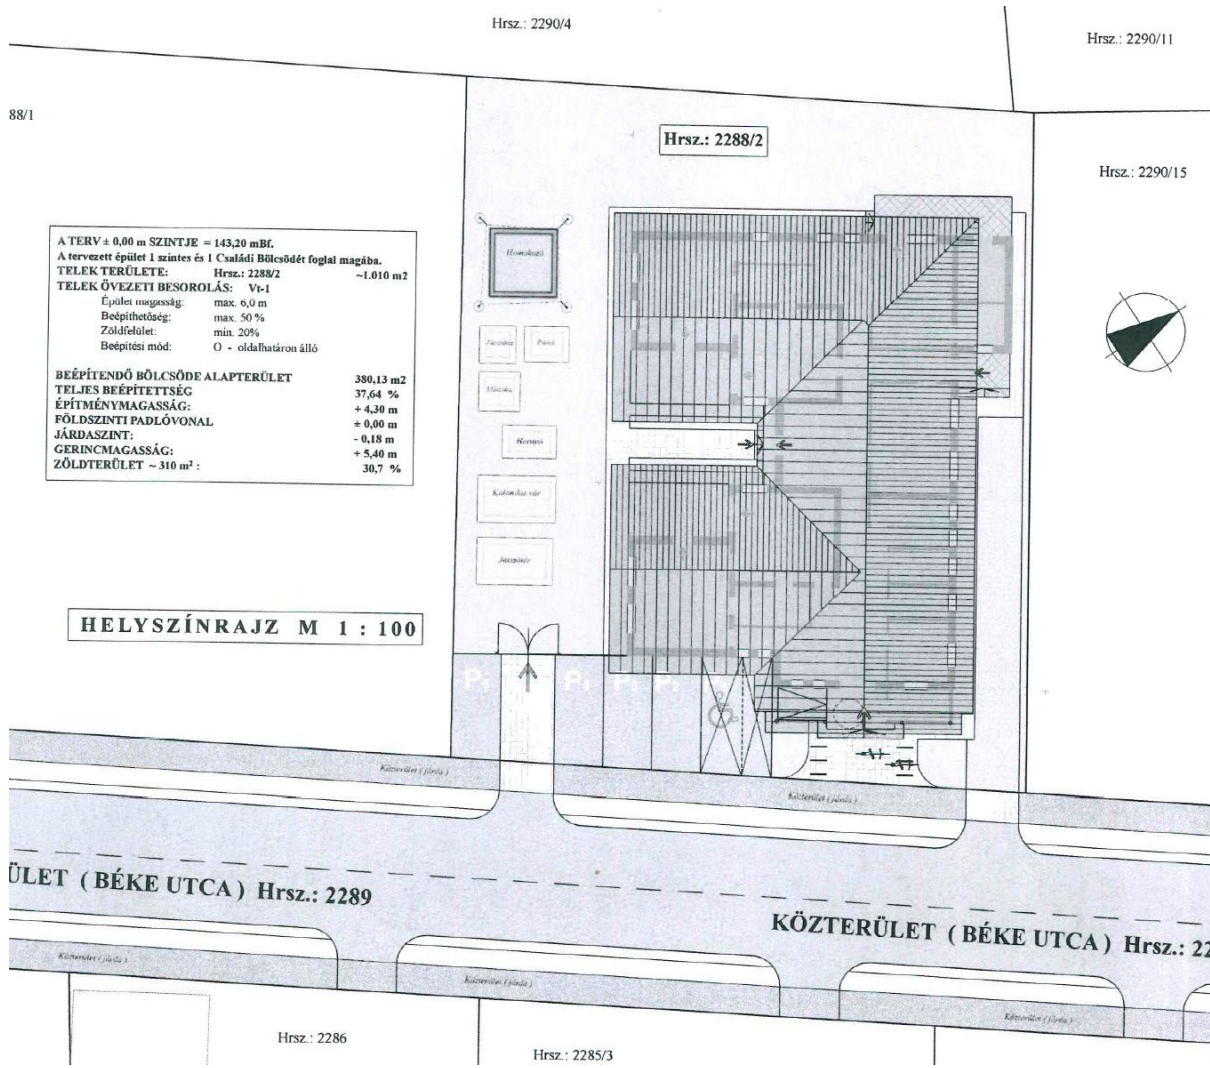 Hrsz.: 2290/4
Hrsz.: 2290/11
88/1
Hrsz.: 2288/2
Hrsz.: 2290/15
A TERV ± 0,00 m SZINTJE = 143,20 mBf.
A tervezett épület 1 szintes és 1 Családi Bölcsödét foglal magába.
TELEK TERÜLETE: Hrsz.: 2288/2 ~1.010 m2
TELEK ÖVEZETI BESOROLÁS: Vt-1
Épület magasság: max. 6,0 m
Beépíthetőség: max. 50 %
Zöldfelület: min. 20%
Beépítési mód: O - oldalhatáron álló
BEÉPÍTENDŐ BÖLCSÖDE ALAPTERÜLET 380,13 m2
TELJES BEÉPÍTETTSÉG 37,64 %
ÉPÍTMÉNYMAGASSÁG: + 4,30 m
FÖLDSZINTI PADLÓVONAL ± 0,00 m
JÁRDASZINT: - 0,18 m
GERINCMAGASSÁG: + 5,40 m
ZÖLDTERÜLET ~ 310 m² : 30,7 %
Homokozó
Kalandos vár
Játszótér
HELYSZÍNRAJZ M 1 : 100
Közterület ( járda )
Közterület ( járda )
ÜLET ( BÉKE UTCA ) Hrsz.: 2289
KÖZTERÜLET ( BÉKE UTCA ) Hrsz.: 22
Közterület ( járda )
Közterület ( járda )
Közterület ( járda )
Hrsz.: 2286
Hrsz.: 2285/3